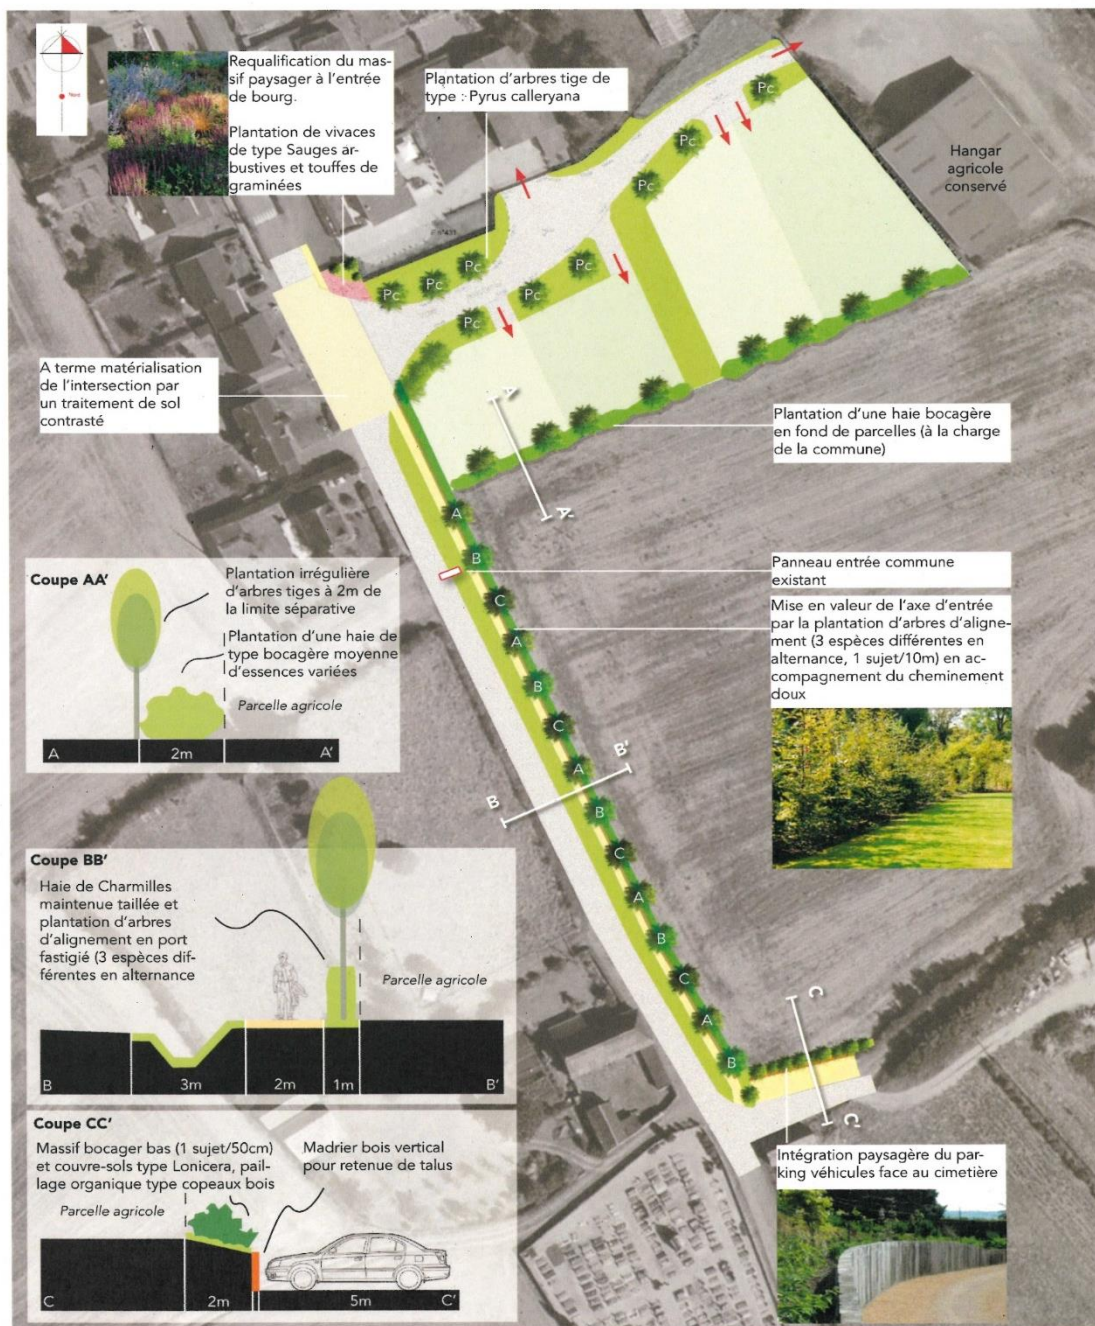 Nord
Requalification du mas-
sif paysager à l'entrée
de bourg.
Plantation de vivaces
de type Sauges ar-
bustives et touffes de
graminées
Plantation d'arbres tige de
type : Pyrus calleryana
Hangar
agricole
conservé
Pc
Pc
Pc
Pc
Pc
Pc
Pc
Pc
Pc
Pc
A terme matérialisation
de l'intersection par
un traitement de sol
contrasté
A
A'
Plantation d'une haie bocagère
en fond de parcelles (à la charge
de la commune)
Panneau entrée commune
existant
Mise en valeur de l'axe d'entrée
par la plantation d'arbres d'aligne-
ment (3 espèces différentes en
alternance, 1 sujet/10m) en ac-
compagnement du cheminement
doux
A
B
C
A
B
C
A
B
C
A
B
C
A
B
B
B'
C
C'
Coupe AA'
Plantation irrégulière
d'arbres tiges à 2m de
la limite séparative
Plantation d'une haie de
type bocagère moyenne
d'essences variées
Parcelle agricole
A 2m A'
Coupe BB'
Haie de Charmilles
maintenue taillée et
plantation d'arbres
d'alignement en port
fastigié (3 espèces dif-
férentes en alternance
Parcelle agricole
B 3m 2m 1m B'
Coupe CC'
Massif bocager bas (1 sujet/50cm)
et couvre-sols type Lonicera, pail-
lage organique type copeaux bois
Madrier bois vertical
pour retenue de talus
Parcelle agricole
C 2m 5m C'
Intégration paysagère du par-
king véhicules face au cimetière